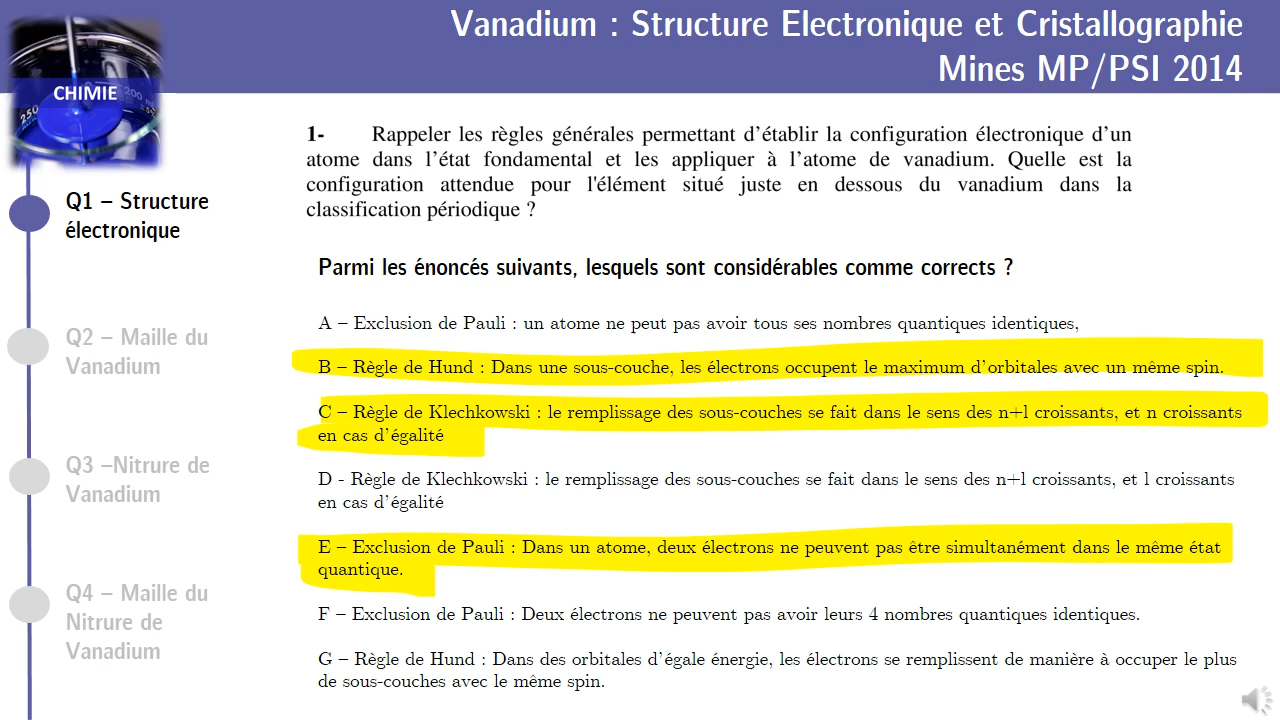 Vanadium : Structure Electronique et Cristallographie
Mines MP/PSI 2014
CHIMIE
200
250
1- Rappeler les règles générales permettant d’établir la configuration électronique d’un
atome dans l’état fondamental et les appliquer à l’atome de vanadium. Quelle est la
configuration attendue pour l'élément situé juste en dessous du vanadium dans la
classification périodique ?
Q1 – Structure
électronique
Q2 – Maille du
Vanadium
Q3 –Nitrure de
Vanadium
Q4 – Maille du
Nitrure de
Vanadium
Parmi les énoncés suivants, lesquels sont considérables comme corrects ?
A – Exclusion de Pauli : un atome ne peut pas avoir tous ses nombres quantiques identiques,
B – Règle de Hund : Dans une sous-couche, les électrons occupent le maximum d’orbitales avec un même spin.
C – Règle de Klechkowski : le remplissage des sous-couches se fait dans le sens des n+l croissants, et n croissants
en cas d’égalité
D - Règle de Klechkowski : le remplissage des sous-couches se fait dans le sens des n+l croissants, et l croissants
en cas d’égalité
E – Exclusion de Pauli : Dans un atome, deux électrons ne peuvent pas être simultanément dans le même état
quantique.
F – Exclusion de Pauli : Deux électrons ne peuvent pas avoir leurs 4 nombres quantiques identiques.
G – Règle de Hund : Dans des orbitales d’égale énergie, les électrons se remplissent de manière à occuper le plus
de sous-couches avec le même spin.